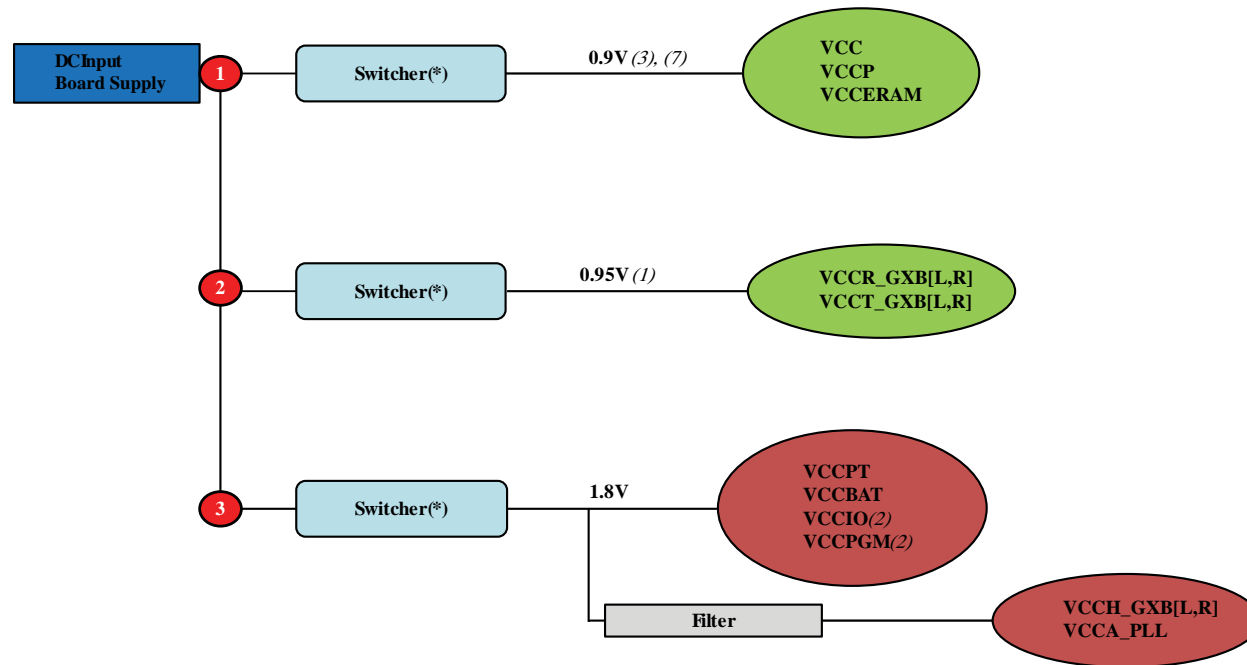 DCInput
Board Supply
1
Switcher(*)
0.9V (3), (7)
VCC
VCCP
VCCERAM
2
Switcher(*)
0.95V (1)
VCCR_GXB[L,R]
VCCT_GXB[L,R]
3
Switcher(*)
1.8V
VCCPT
VCCBAT
VCCIO(2)
VCCPGM(2)
Filter
VCCH_GXB[L,R]
VCCA_PLL